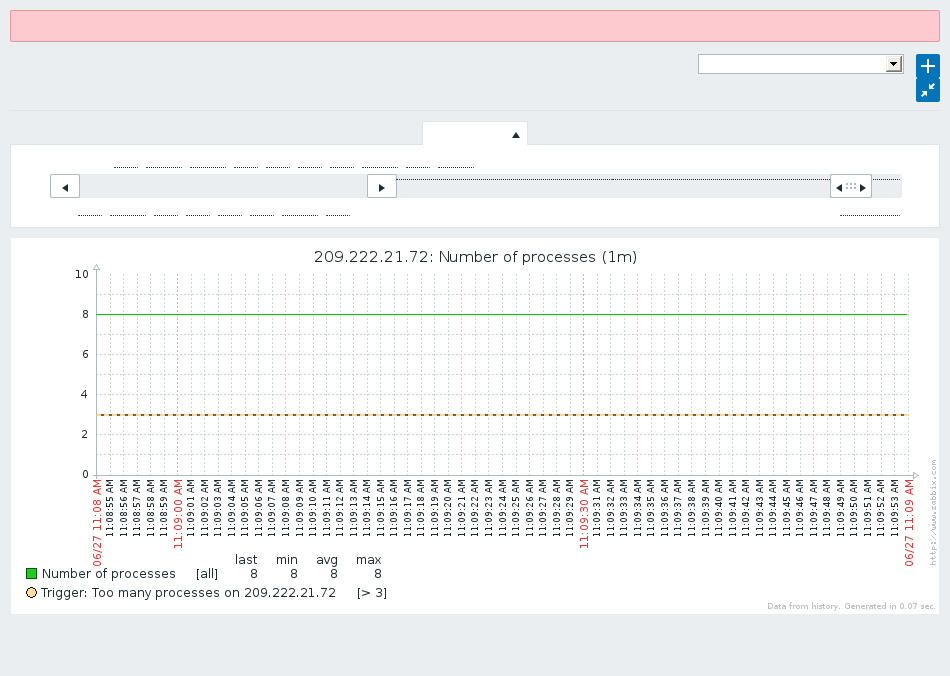 209.222.21.72: Number of processes (1m)
10
8
6
4
2
0
06/27 11:08 AM
11:08:55 AM
11:08:56 AM
11:08:57 AM
11:08:58 AM
11:08:59 AM
11:09:00 AM
11:09:01 AM
11:09:02 AM
11:09:03 AM
11:09:04 AM
11:09:05 AM
11:09:06 AM
11:09:07 AM
11:09:08 AM
11:09:09 AM
11:09:10 AM
11:09:11 AM
11:09:12 AM
11:09:13 AM
11:09:14 AM
11:09:15 AM
11:09:16 AM
11:09:17 AM
11:09:18 AM
11:09:19 AM
11:09:20 AM
11:09:21 AM
11:09:22 AM
11:09:23 AM
11:09:24 AM
11:09:25 AM
11:09:26 AM
11:09:27 AM
11:09:28 AM
11:09:29 AM
11:09:30 AM
11:09:31 AM
11:09:32 AM
11:09:33 AM
11:09:34 AM
11:09:35 AM
11:09:36 AM
11:09:37 AM
11:09:38 AM
11:09:39 AM
11:09:40 AM
11:09:41 AM
11:09:42 AM
11:09:43 AM
11:09:44 AM
11:09:45 AM
11:09:46 AM
11:09:47 AM
11:09:48 AM
11:09:49 AM
11:09:50 AM
11:09:51 AM
11:09:52 AM
11:09:53 AM
06/27 11:09 AM
http://www.zabbix.com
last min avg max
Number of processes [all] 8 8 8 8
Trigger: Too many processes on 209.222.21.72 [> 3]
Data from history. Generated in 0.07 sec.